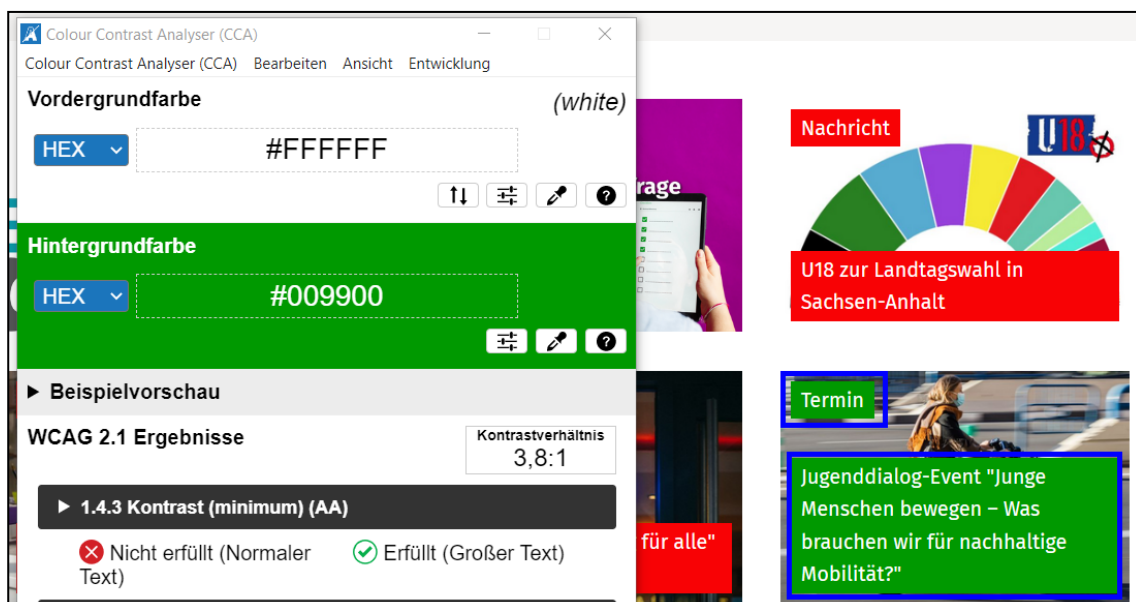 Colour Contrast Analyser (CCA)
Colour Contrast Analyser (CCA) Bearbeiten Ansicht Entwicklung
Vordergrundfarbe
(white)
HEX
#FFFFFF
Hintergrundfarbe
HEX
#009900
Beispielvorschau
WCAG 2.1 Ergebnisse
Kontrastverhältnis
3,8:1
1.4.3 Kontrast (minimum) (AA)
Nicht erfüllt (Normaler
Text)
Erfüllt (Großer Text)
rage
Nachricht
U18
U18 zur Landtagswahl in
Sachsen-Anhalt
für alle"
Termin
Jugenddialog-Event "Junge
Menschen bewegen – Was
brauchen wir für nachhaltige
Mobilität?"